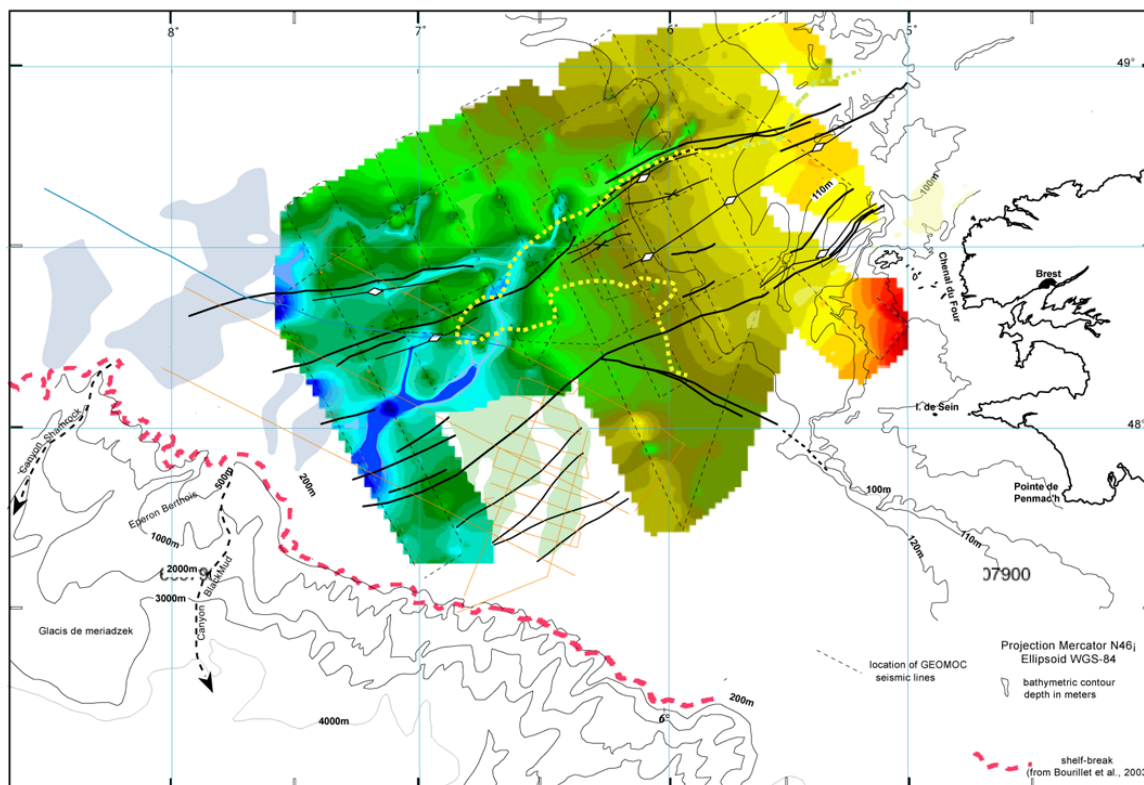 8°
7°
6°
5°
49°
110m
100m
Chenal du Four
Brest
I. de Sein
48°
Canyon Shamrock
200m
500m
Eperon Berthois
1000m
2000m
3000m
Canyon BlackMud
Glacis de meriadzek
4000m
Pointe de
Penmac'h
100m
110m
120m
07900
Projection Mercator N46¡
Ellipsoid WGS-84
location of GEOMOC
seismic lines
bathymetric contour
depth in meters
200m
6°
shelf-break
(from Bourillet et al., 2003